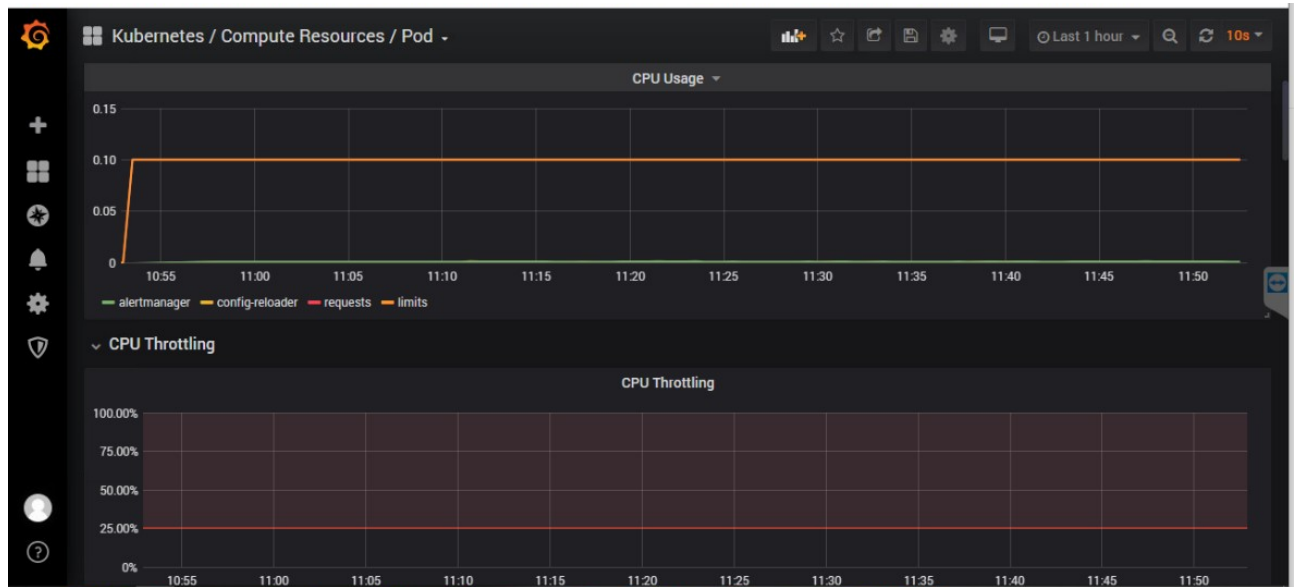 Kubernetes / Compute Resources / Pod
Last 1 hour
10s
CPU Usage
0.15
0.10
0.05
0
10:55 11:00 11:05 11:10 11:15 11:20 11:25 11:30 11:35 11:40 11:45 11:50
alertmanager config-reloader requests limits
CPU Throttling
CPU Throttling
100.00%
75.00%
50.00%
25.00%
0%
10:55 11:00 11:05 11:10 11:15 11:20 11:25 11:30 11:35 11:40 11:45 11:50